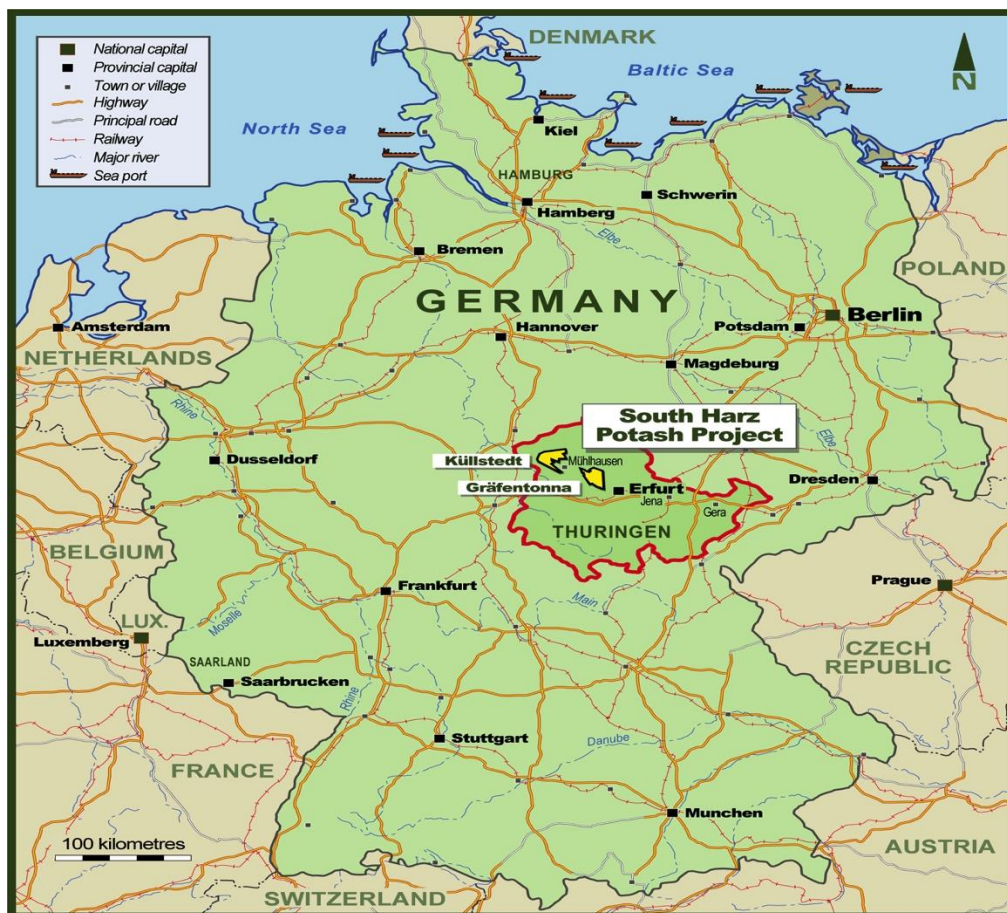 National capital
Provincial capital
Town or village
Highway
Principal road
Railway
Major river
Sea port
DENMARK
Baltic Sea
N
North Sea
Kiel
HAMBURG
Schwerin
Hamberg
Elbe
Bremen
POLAND
GERMANY
Berlin
Amsterdam
Hannover
Potsdam
NETHERLANDS
Magdeburg
Rhine
South Harz
Potash Project
Elbe
Küllstedt
Mühlhausen
Dusseldorf
Gräfentonna
Erfurt
Dresden
Jena
Gera
THURINGEN
BELGIUM
Frankfurt
Prague
Main
LUX.
Moselle
Luxemberg
CZECH
REPUBLIC
SAARLAND
Saarbrucken
Rhine
Stuttgart
Danube
FRANCE
Munchen
100 kilometres
AUSTRIA
SWITZERLAND